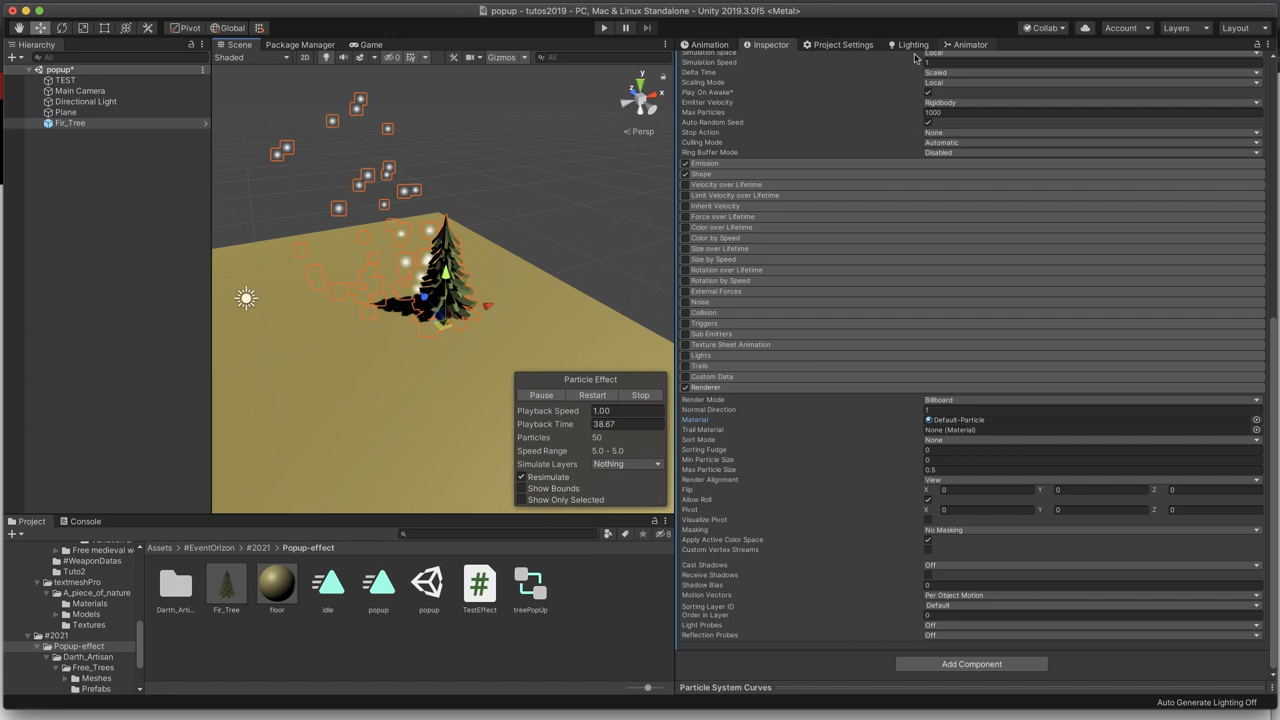 popup - tutos2019 - PC, Mac & Linux Standalone - Unity 2019.3.0f5 <Metal>
Pivot
Global
Collab
Account
Layers
Layout
Hierarchy
Scene
Package Manager
Game
Animation
Inspector
Project Settings
Lighting
Animator
All
Shaded
2D
0
Gizmos
All
popup*
TEST
Main Camera
Directional Light
Plane
Fir_Tree
y
x
z
Persp
Particle Effect
Pause
Restart
Stop
Playback Speed 1.00
Playback Time 38.67
Particles 50
Speed Range 5.0 - 5.0
Simulate Layers Nothing
Resimulate
Show Bounds
Show Only Selected
Simulation Space Local
Simulation Speed 1
Delta Time Scaled
Scaling Mode Local
Play On Awake*
Emitter Velocity Rigidbody
Max Particles 1000
Auto Random Seed
Stop Action None
Culling Mode Automatic
Ring Buffer Mode Disabled
Emission
Shape
Velocity over Lifetime
Limit Velocity over Lifetime
Inherit Velocity
Force over Lifetime
Color over Lifetime
Color by Speed
Size over Lifetime
Size by Speed
Rotation over Lifetime
Rotation by Speed
External Forces
Noise
Collision
Triggers
Sub Emitters
Texture Sheet Animation
Lights
Trails
Custom Data
Renderer
Render Mode Billboard
Normal Direction 1
Material Default-Particle
Trail Material None (Material)
Sort Mode None
Sorting Fudge 0
Min Particle Size 0
Max Particle Size 0.5
Render Alignment View
Flip X 0 Y 0 Z 0
Allow Roll
Pivot X 0 Y 0 Z 0
Visualize Pivot
Masking No Masking
Apply Active Color Space
Custom Vertex Streams
Cast Shadows Off
Receive Shadows
Shadow Bias 0
Motion Vectors Per Object Motion
Sorting Layer ID Default
Order in Layer 0
Light Probes Off
Reflection Probes Off
Add Component
Particle System Curves
Auto Generate Lighting Off
Project
Console
8
Free medieval w
#WeaponDatas
Tuto2
textmeshPro
A_piece_of_nature
Materials
Models
Textures
#2021
Popup-effect
Darth_Artisan
Free_Trees
Meshes
Prefabs
Assets > #EventOrizon > #2021 > Popup-effect
Darth_Arti...
Fir_Tree
floor
idle
popup
popup
TestEffect
treePopUp